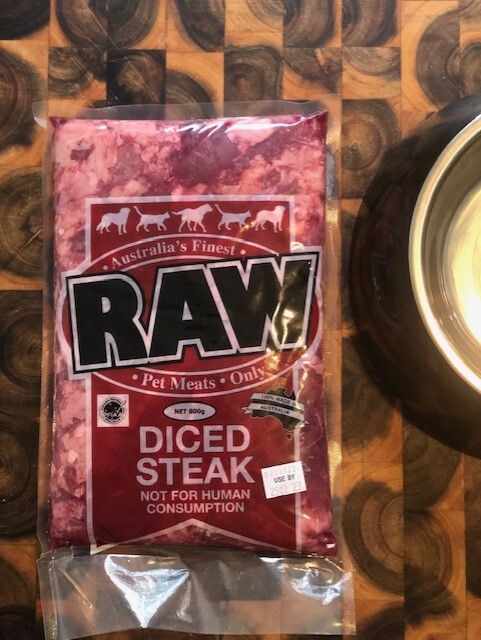 • Australia's Finest •
RAW
• Pet Meats • Only •
NET 800g
100% MADE IN
AUSTRALIA
DICED
STEAK
USE BY
NOT FOR HUMAN
CONSUMPTION